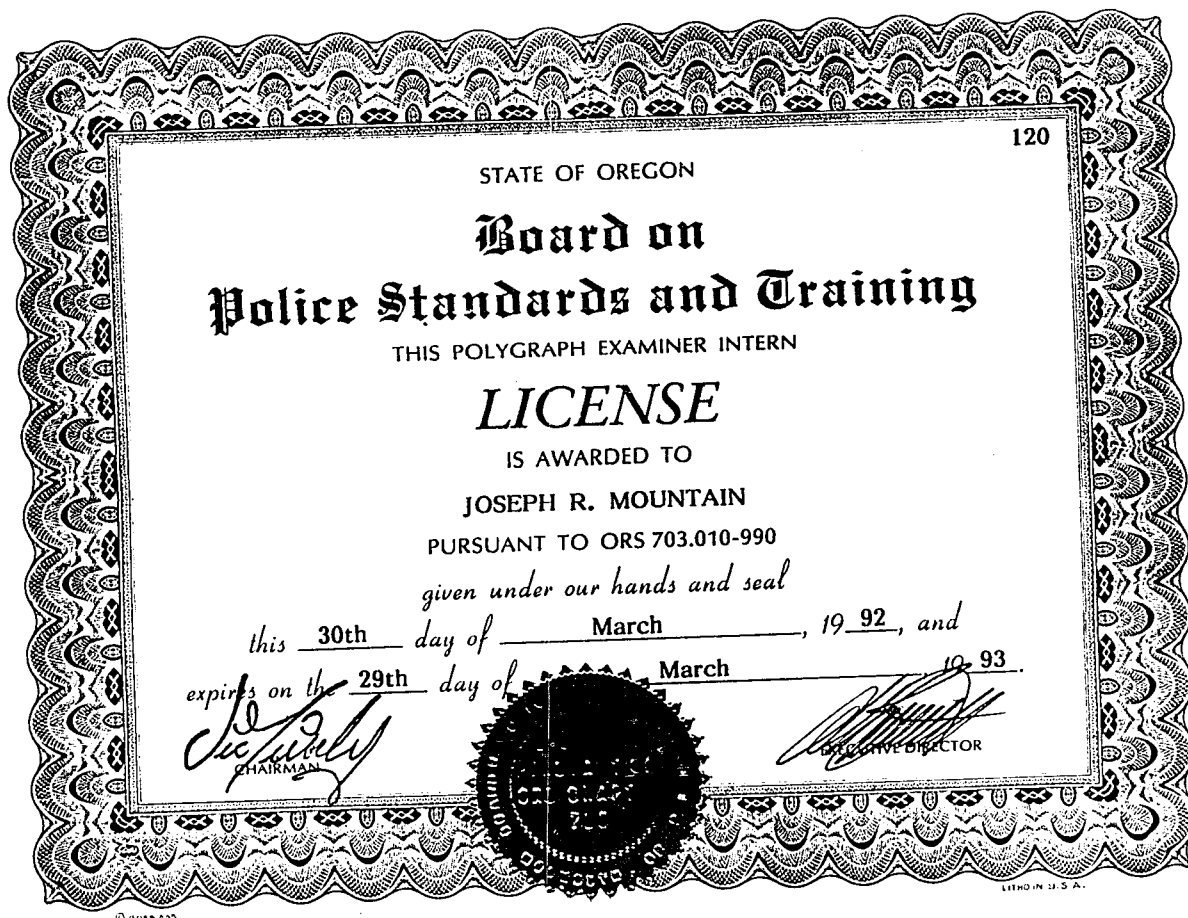 120
STATE OF OREGON
Board on
Police Standards and Training
THIS POLYGRAPH EXAMINER INTERN
LICENSE
IS AWARDED TO
JOSEPH R. MOUNTAIN
PURSUANT TO ORS 703.010-990
given under our hands and seal
this 30th day of March, 19 92, and
expires on the 29th day of March 19 93.
CHAIRMAN
EXECUTIVE DIRECTOR
LITHO IN U.S.A.